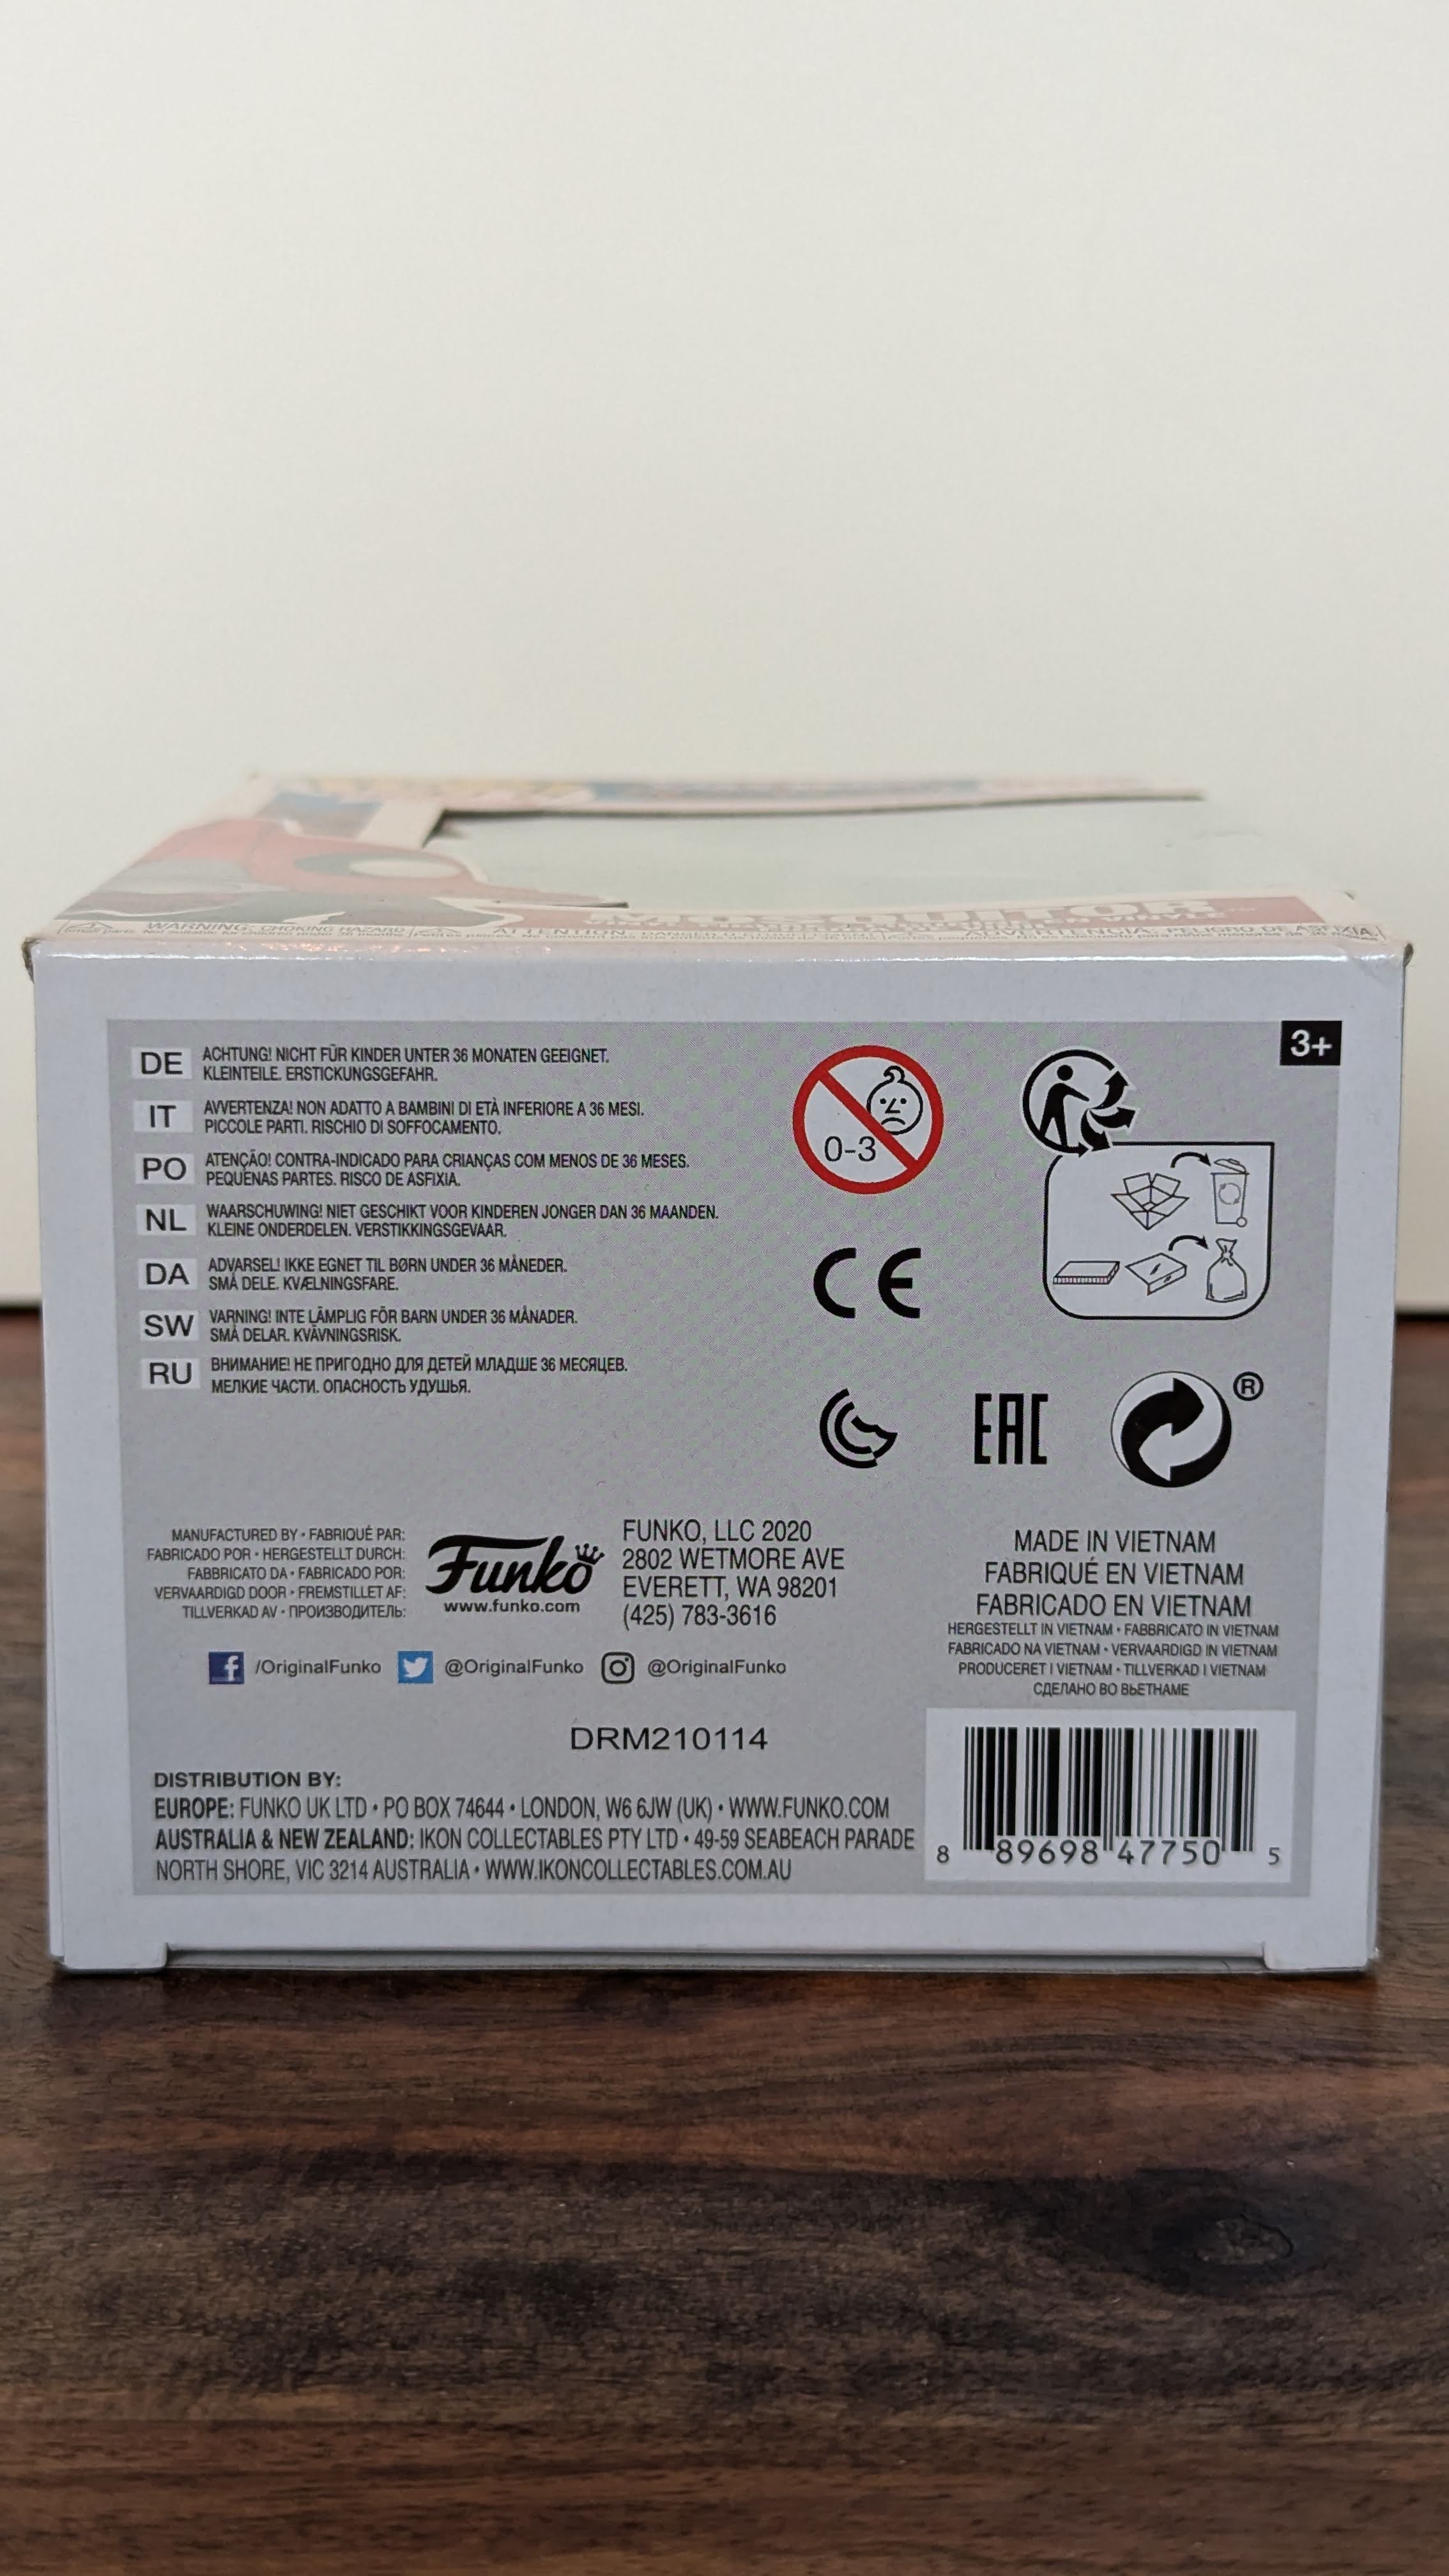 MOSQUITOR
WARNING: CHOKING HAZARD
ATTENTION:
ADVERTENCIA: PELIGRO DE ASFIXIA
3+
DE ACHTUNG! NICHT FÜR KINDER UNTER 36 MONATEN GEEIGNET.
KLEINTEILE. ERSTICKUNGSGEFAHR.
IT AVVERTENZA! NON ADATTO A BAMBINI DI ETÀ INFERIORE A 36 MESI.
PICCOLE PARTI. RISCHIO DI SOFFOCAMENTO.
PO ATENÇÃO! CONTRA-INDICADO PARA CRIANÇAS COM MENOS DE 36 MESES.
PEQUENAS PARTES. RISCO DE ASFIXIA.
NL WAARSCHUWING! NIET GESCHIKT VOOR KINDEREN JONGER DAN 36 MAANDEN.
KLEINE ONDERDELEN. VERSTIKKINGSGEVAAR.
DA ADVARSEL! IKKE EGNET TIL BØRN UNDER 36 MÅNEDER.
SMÅ DELE. KVÆLNINGSFARE.
SW VARNING! INTE LÄMPLIG FÖR BARN UNDER 36 MÅNADER.
SMÅ DELAR. KVÄVNINGSRISK.
RU ВНИМАНИЕ! НЕ ПРИГОДНО ДЛЯ ДЕТЕЙ МЛАДШЕ 36 МЕСЯЦЕВ.
МЕЛКИЕ ЧАСТИ. ОПАСНОСТЬ УДУШЬЯ.
0-3
CE
EAC
®
MANUFACTURED BY • FABRIQUÉ PAR:
FABRICADO POR • HERGESTELLT DURCH:
FABBRICATO DA • FABRICADO POR:
VERVAARDIGD DOOR • FREMSTILLET AF:
TILLVERKAD AV • ПРОИЗВОДИТЕЛЬ:
Funko
www.funko.com
FUNKO, LLC 2020
2802 WETMORE AVE
EVERETT, WA 98201
(425) 783-3616
MADE IN VIETNAM
FABRIQUÉ EN VIETNAM
FABRICADO EN VIETNAM
HERGESTELLT IN VIETNAM • FABBRICATO IN VIETNAM
FABRICADO NA VIETNAM • VERVAARDIGD IN VIETNAM
PRODUCERET I VIETNAM • TILLVERKAD I VIETNAM
СДЕЛАНО ВО ВЬЕТНАМЕ
/OriginalFunko @OriginalFunko @OriginalFunko
DRM210114
DISTRIBUTION BY:
EUROPE: FUNKO UK LTD • PO BOX 74644 • LONDON, W6 6JW (UK) • WWW.FUNKO.COM
AUSTRALIA & NEW ZEALAND: IKON COLLECTABLES PTY LTD • 49-59 SEABEACH PARADE
NORTH SHORE, VIC 3214 AUSTRALIA • WWW.IKONCOLLECTABLES.COM.AU
8 89698 47750 5